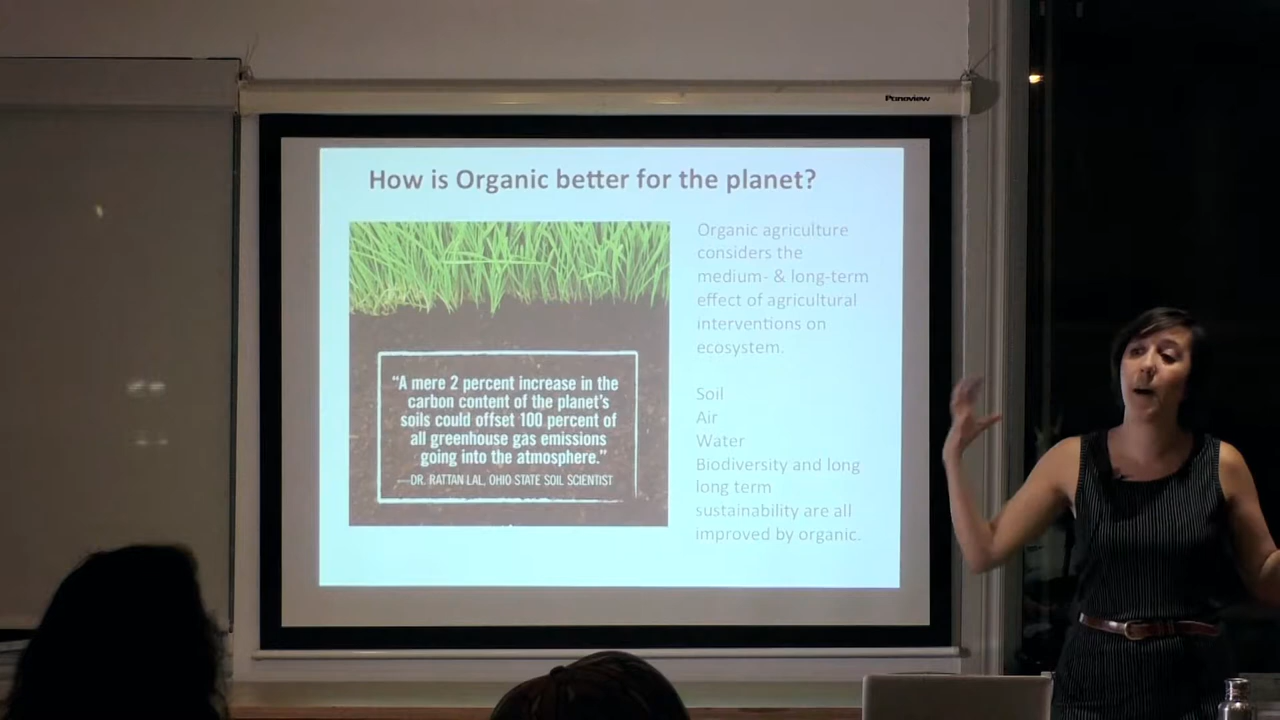 Panoview
How is Organic better for the planet?
Organic agriculture
considers the
medium- & long-term
effect of agricultural
interventions on
ecosystem.
Soil
Air
Water
Biodiversity and long
long term
sustainability are all
improved by organic.
“A mere 2 percent increase in the
carbon content of the planet’s
soils could offset 100 percent of
all greenhouse gas emissions
going into the atmosphere.”
—DR. RATTAN LAL, OHIO STATE SOIL SCIENTIST